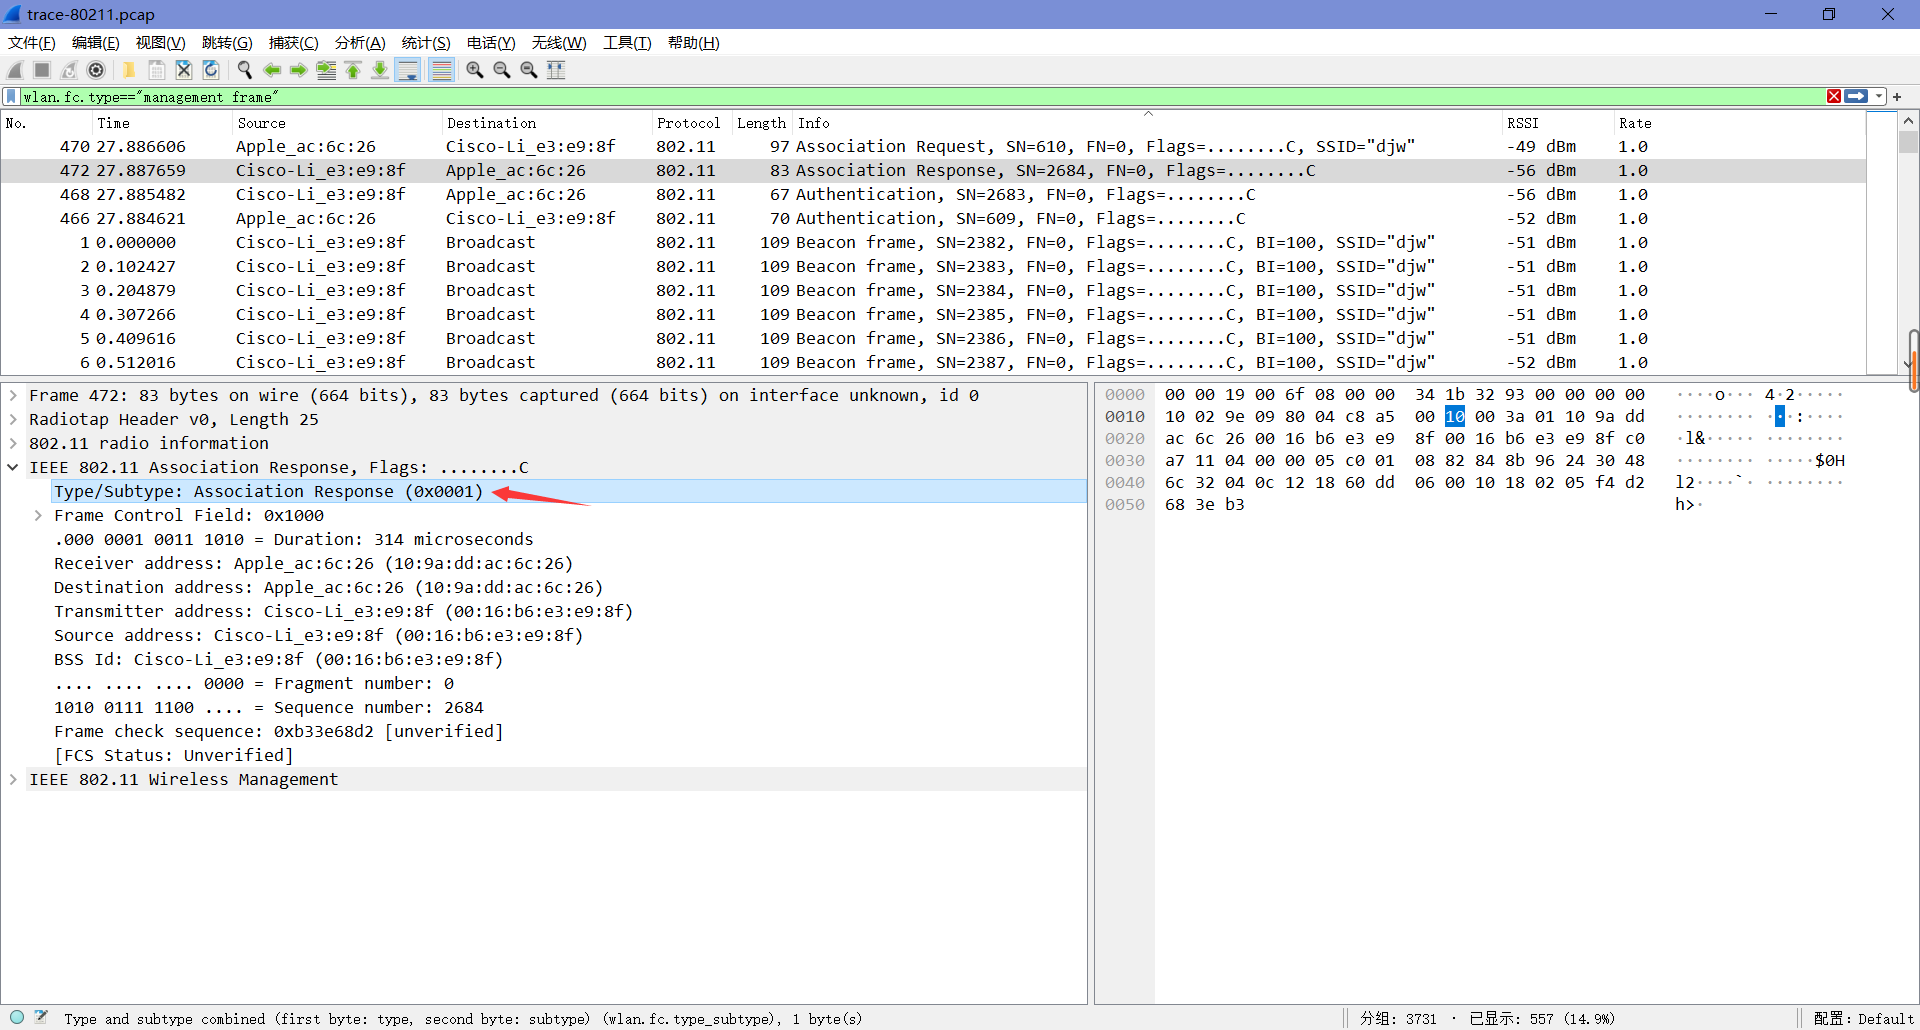 trace-80211.pcap
文件(F) 编辑(E) 视图(V) 跳转(G) 捕获(C) 分析(A) 统计(S) 电话(Y) 无线(W) 工具(T) 帮助(H)
wlan.fc.type=="management frame"
No. Time Source Destination Protocol Length Info RSSI Rate
470 27.886606 Apple_ac:6c:26 Cisco-Li_e3:e9:8f 802.11 97 Association Request, SN=610, FN=0, Flags=........C, SSID="djw" -49 dBm 1.0
472 27.887659 Cisco-Li_e3:e9:8f Apple_ac:6c:26 802.11 83 Association Response, SN=2684, FN=0, Flags=........C -56 dBm 1.0
468 27.885482 Cisco-Li_e3:e9:8f Apple_ac:6c:26 802.11 67 Authentication, SN=2683, FN=0, Flags=........C -56 dBm 1.0
466 27.884621 Apple_ac:6c:26 Cisco-Li_e3:e9:8f 802.11 70 Authentication, SN=609, FN=0, Flags=........C -52 dBm 1.0
1 0.000000 Cisco-Li_e3:e9:8f Broadcast 802.11 109 Beacon frame, SN=2382, FN=0, Flags=........C, BI=100, SSID="djw" -51 dBm 1.0
2 0.102427 Cisco-Li_e3:e9:8f Broadcast 802.11 109 Beacon frame, SN=2383, FN=0, Flags=........C, BI=100, SSID="djw" -51 dBm 1.0
3 0.204879 Cisco-Li_e3:e9:8f Broadcast 802.11 109 Beacon frame, SN=2384, FN=0, Flags=........C, BI=100, SSID="djw" -51 dBm 1.0
4 0.307266 Cisco-Li_e3:e9:8f Broadcast 802.11 109 Beacon frame, SN=2385, FN=0, Flags=........C, BI=100, SSID="djw" -51 dBm 1.0
5 0.409616 Cisco-Li_e3:e9:8f Broadcast 802.11 109 Beacon frame, SN=2386, FN=0, Flags=........C, BI=100, SSID="djw" -51 dBm 1.0
6 0.512016 Cisco-Li_e3:e9:8f Broadcast 802.11 109 Beacon frame, SN=2387, FN=0, Flags=........C, BI=100, SSID="djw" -52 dBm 1.0
Frame 472: 83 bytes on wire (664 bits), 83 bytes captured (664 bits) on interface unknown, id 0
Radiotap Header v0, Length 25
802.11 radio information
IEEE 802.11 Association Response, Flags: ........C
Type/Subtype: Association Response (0x0001)
Frame Control Field: 0x1000
.000 0001 0011 1010 = Duration: 314 microseconds
Receiver address: Apple_ac:6c:26 (10:9a:dd:ac:6c:26)
Destination address: Apple_ac:6c:26 (10:9a:dd:ac:6c:26)
Transmitter address: Cisco-Li_e3:e9:8f (00:16:b6:e3:e9:8f)
Source address: Cisco-Li_e3:e9:8f (00:16:b6:e3:e9:8f)
BSS Id: Cisco-Li_e3:e9:8f (00:16:b6:e3:e9:8f)
.... .... .... 0000 = Fragment number: 0
1010 0111 1100 .... = Sequence number: 2684
Frame check sequence: 0xb33e68d2 [unverified]
[FCS Status: Unverified]
IEEE 802.11 Wireless Management
0000 00 00 19 00 6f 08 00 00 34 1b 32 93 00 00 00 00 ····o··· 4·2·····
0010 10 02 9e 09 80 04 c8 a5 00 10 00 3a 01 10 9a dd ········ ···:····
0020 ac 6c 26 00 16 b6 e3 e9 8f 00 16 b6 e3 e9 8f c0 ·l&····· ········
0030 a7 11 04 00 00 05 c0 01 08 82 84 8b 96 24 30 48 ········ ·····$0H
0040 6c 32 04 0c 12 18 60 dd 06 00 10 18 02 05 f4 d2 l2····`· ········
0050 68 3e b3 h>·
Type and subtype combined (first byte: type, second byte: subtype) (wlan.fc.type_subtype), 1 byte(s) 分组: 3731 · 已显示: 557 (14.9%) 配置: Default